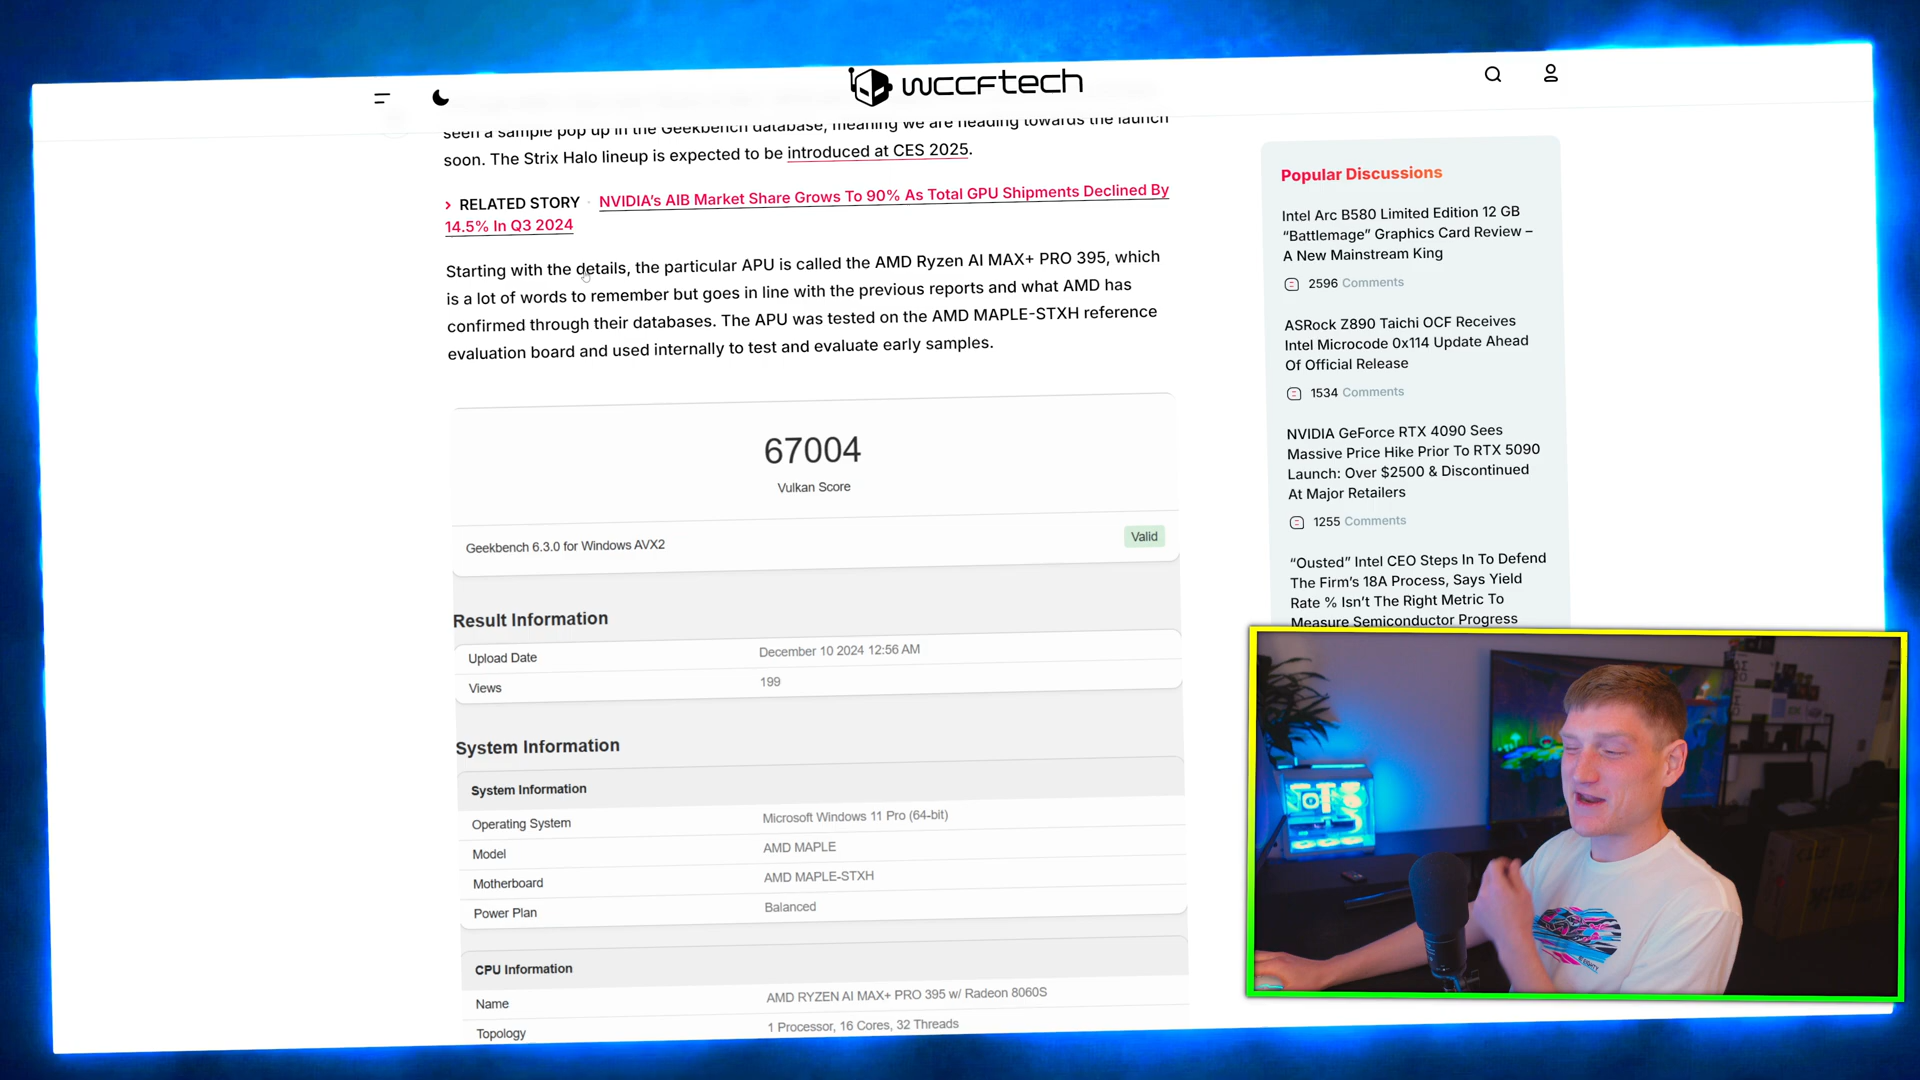 WCCFTECH
seen a sample pop up in the Geekbench database, meaning we are heading towards the launch
soon. The Strix Halo lineup is expected to be introduced at CES 2025.
> RELATED STORY · NVIDIA's AIB Market Share Grows To 90% As Total GPU Shipments Declined By
14.5% In Q3 2024
Starting with the details, the particular APU is called the AMD Ryzen AI MAX+ PRO 395, which
is a lot of words to remember but goes in line with the previous reports and what AMD has
confirmed through their databases. The APU was tested on the AMD MAPLE-STXH reference
evaluation board and used internally to test and evaluate early samples.
67004
Vulkan Score
Geekbench 6.3.0 for Windows AVX2
Valid
Result Information
Upload Date December 10 2024 12:56 AM
Views 199
System Information
System Information
Operating System Microsoft Windows 11 Pro (64-bit)
Model AMD MAPLE
Motherboard AMD MAPLE-STXH
Power Plan Balanced
CPU Information
Name AMD RYZEN AI MAX+ PRO 395 w/ Radeon 8060S
Topology 1 Processor, 16 Cores, 32 Threads
Popular Discussions
Intel Arc B580 Limited Edition 12 GB
“Battlemage” Graphics Card Review –
A New Mainstream King
2596 Comments
ASRock Z890 Taichi OCF Receives
Intel Microcode 0x114 Update Ahead
Of Official Release
1534 Comments
NVIDIA GeForce RTX 4090 Sees
Massive Price Hike Prior To RTX 5090
Launch: Over $2500 & Discontinued
At Major Retailers
1255 Comments
“Ousted” Intel CEO Steps In To Defend
The Firm's 18A Process, Says Yield
Rate % Isn't The Right Metric To
Measure Semiconductor Progress